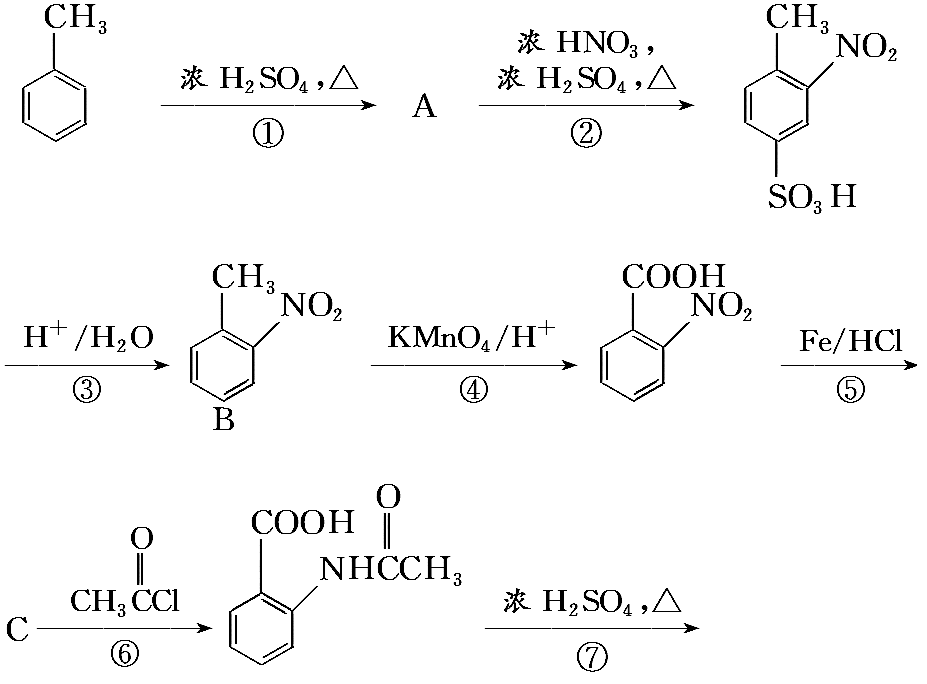 CH₃
浓 H₂SO₄,△
①
A
浓 HNO₃,
浓 H₂SO₄,△
②
CH₃
NO₂
SO₃H
H⁺/H₂O
③
CH₃
NO₂
B
KMnO₄/H⁺
④
COOH
NO₂
Fe/HCl
⑤
C
O
CH₃CCl
⑥
COOH
O
NHCCH₃
浓 H₂SO₄,△
⑦